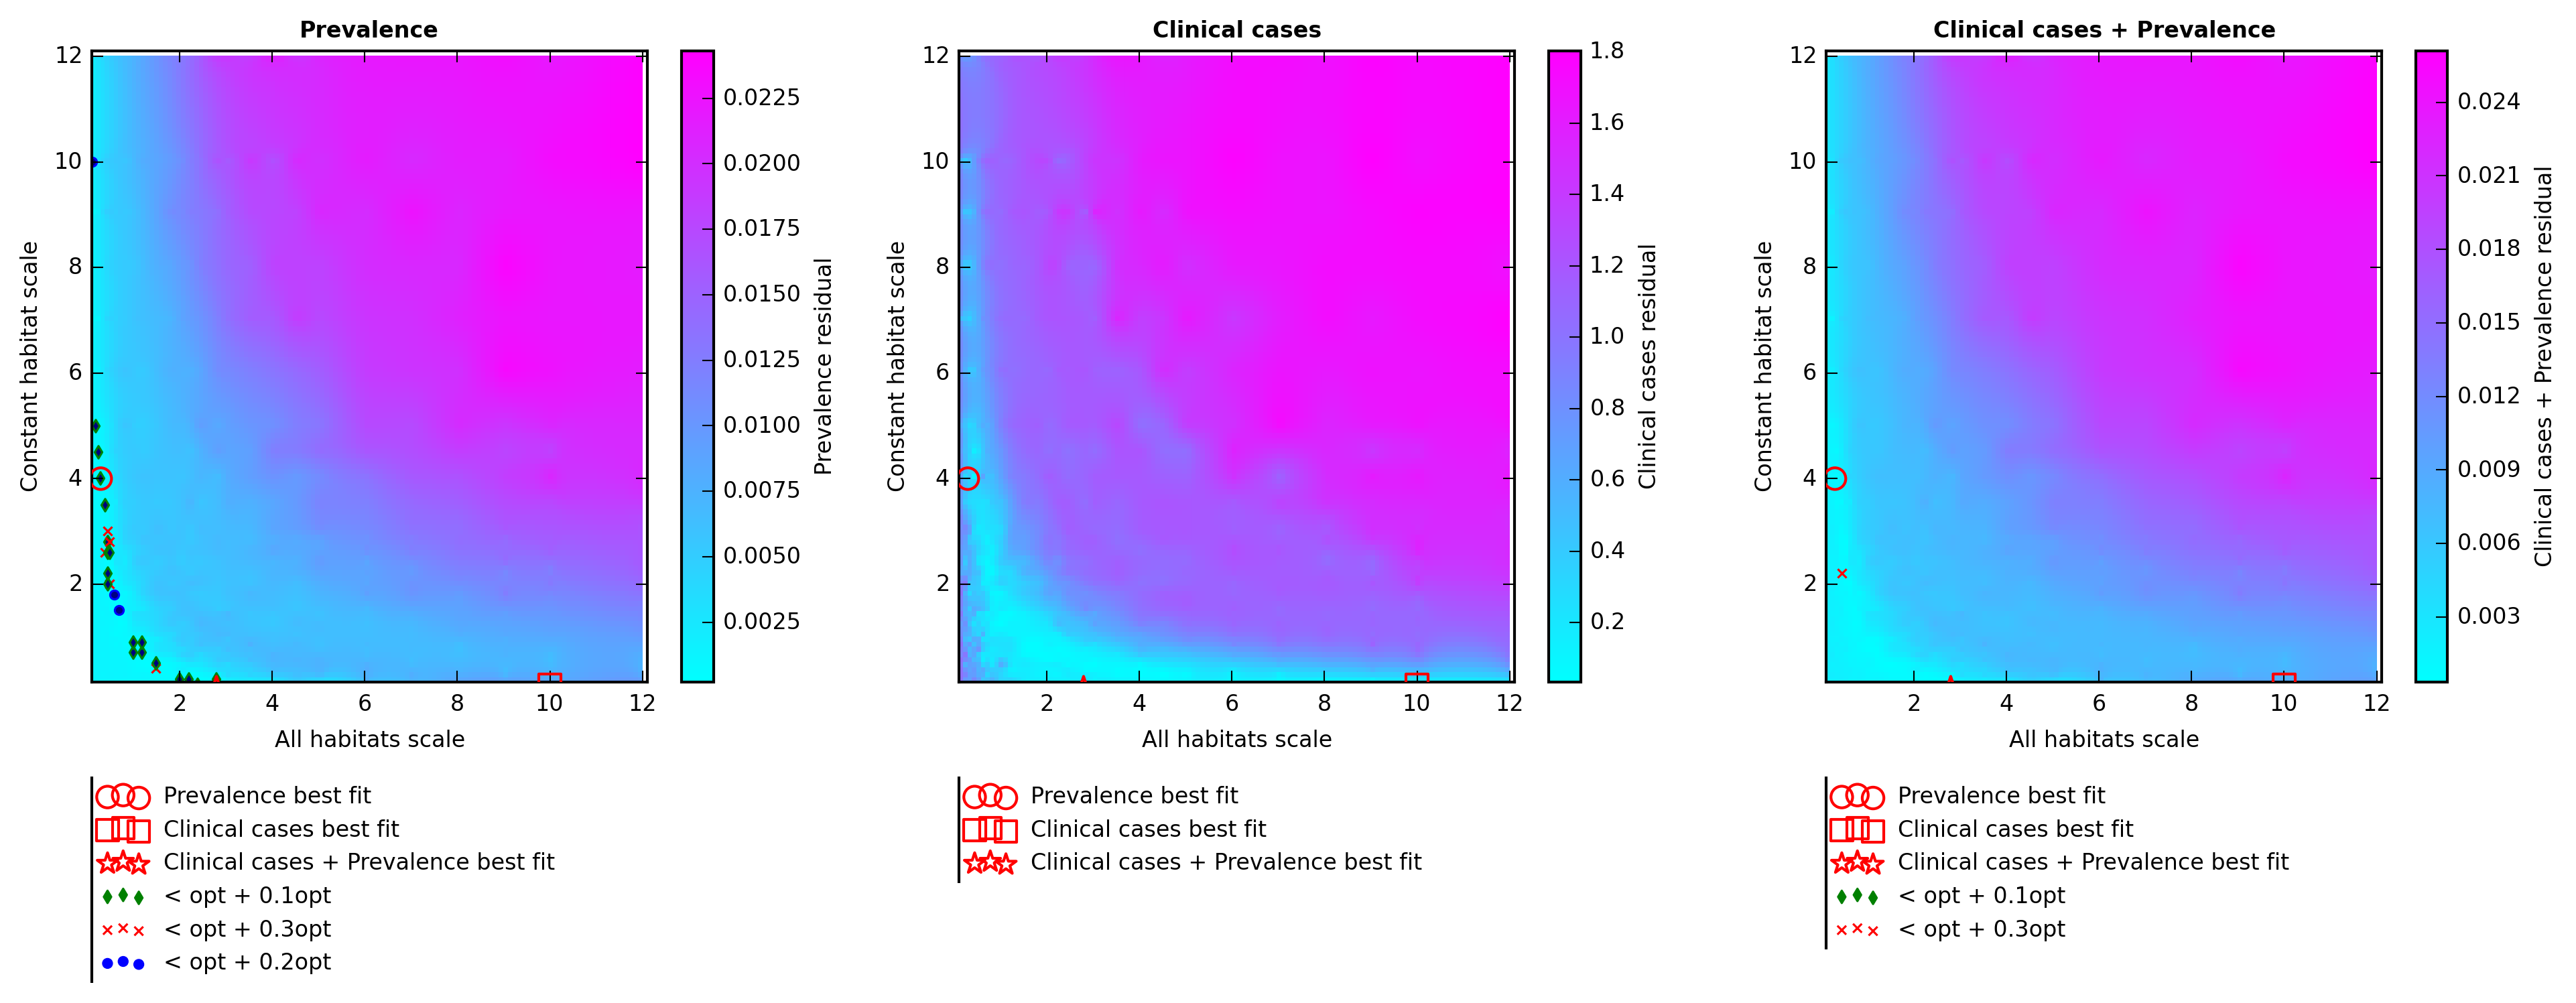 Prevalence
12
10
8
6
4
2
2 4 6 8 10 12
Constant habitat scale
All habitats scale
0.0225
0.0200
0.0175
0.0150
0.0125
0.0100
0.0075
0.0050
0.0025
Prevalence residual
Prevalence best fit
Clinical cases best fit
Clinical cases + Prevalence best fit
< opt + 0.1opt
< opt + 0.3opt
< opt + 0.2opt
Clinical cases
12
10
8
6
4
2
2 4 6 8 10 12
Constant habitat scale
All habitats scale
1.8
1.6
1.4
1.2
1.0
0.8
0.6
0.4
0.2
Clinical cases residual
Prevalence best fit
Clinical cases best fit
Clinical cases + Prevalence best fit
Clinical cases + Prevalence
12
10
8
6
4
2
2 4 6 8 10 12
Constant habitat scale
All habitats scale
0.024
0.021
0.018
0.015
0.012
0.009
0.006
0.003
Clinical cases + Prevalence residual
Prevalence best fit
Clinical cases best fit
Clinical cases + Prevalence best fit
< opt + 0.1opt
< opt + 0.3opt